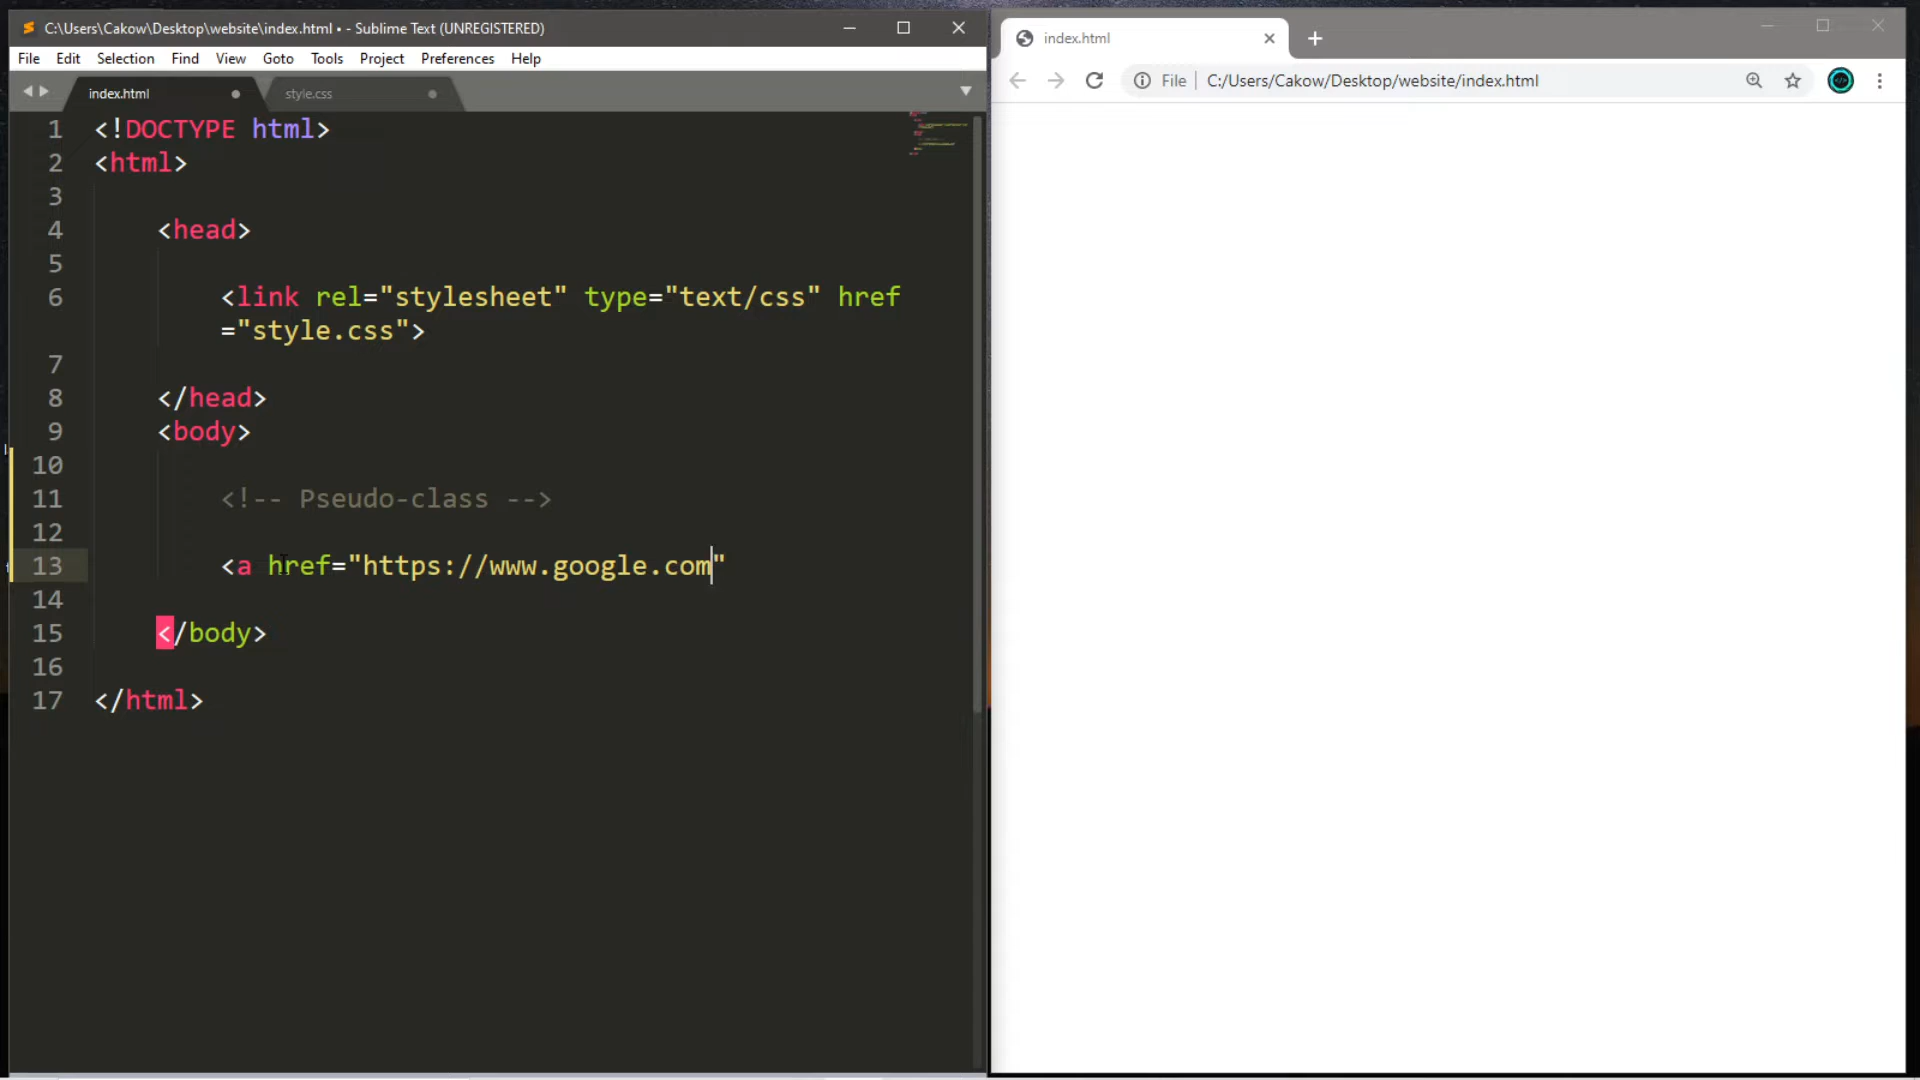 C:\Users\Cakow\Desktop\website\index.html • - Sublime Text (UNREGISTERED)
File Edit Selection Find View Goto Tools Project Preferences Help
index.html style.css
1 <!DOCTYPE html>
2 <html>
3
4 <head>
5
6 <link rel="stylesheet" type="text/css" href
="style.css">
7
8 </head>
9 <body>
10
11 <!-- Pseudo-class -->
12
13 <a href="https://www.google.com"
14
15 </body>
16
17 </html>
index.html
File C:/Users/Cakow/Desktop/website/index.html